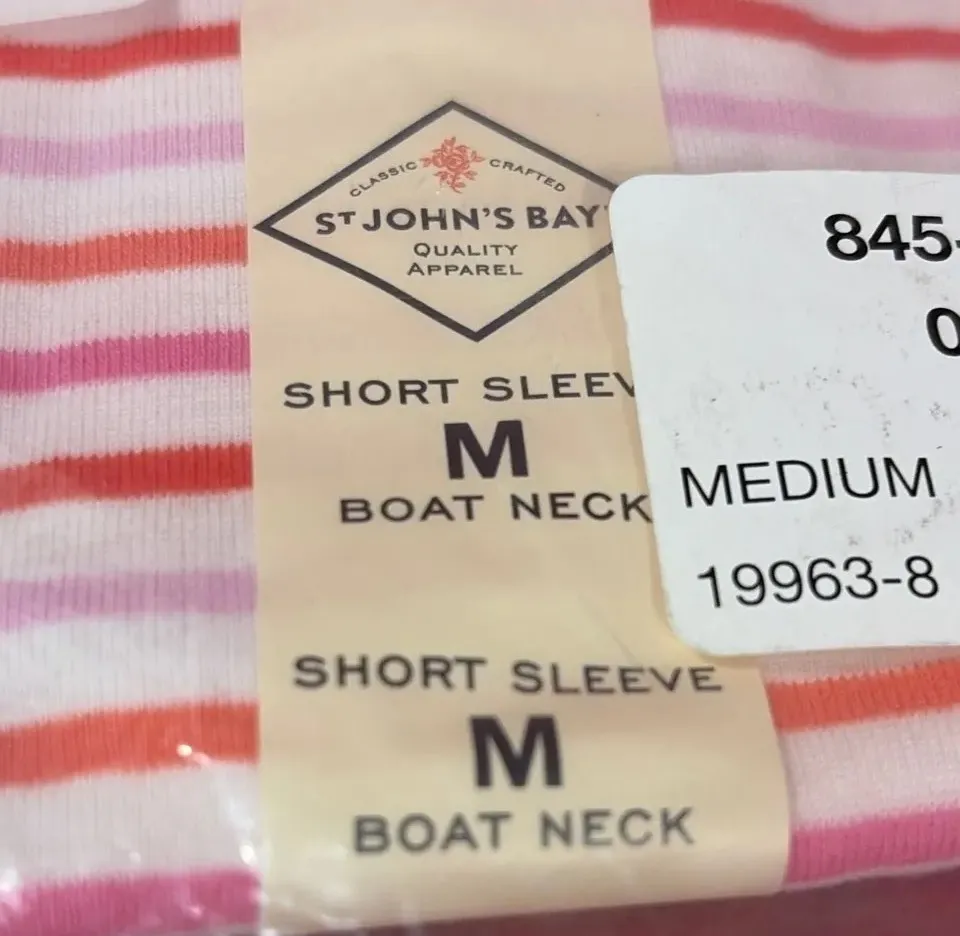 CLASSIC CRAFTED
ST JOHN'S BAY
QUALITY
APPAREL
SHORT
M
BOAT NECK
SHORT SLEEVE
M
BOAT NECK
845-
0
MEDIUM
19963-8